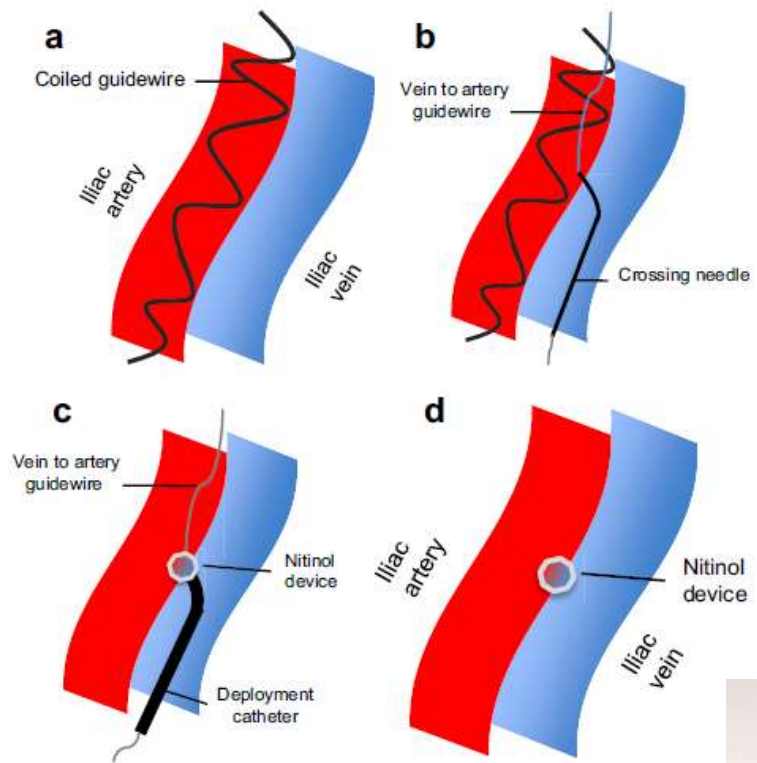 a
Coiled guidewire
Iliac
artery
Iliac
vein
b
Vein to artery
guidewire
Crossing needle
c
Vein to artery
guidewire
Nitinol
device
Deployment
catheter
d
Iliac
artery
Nitinol
device
Iliac
vein